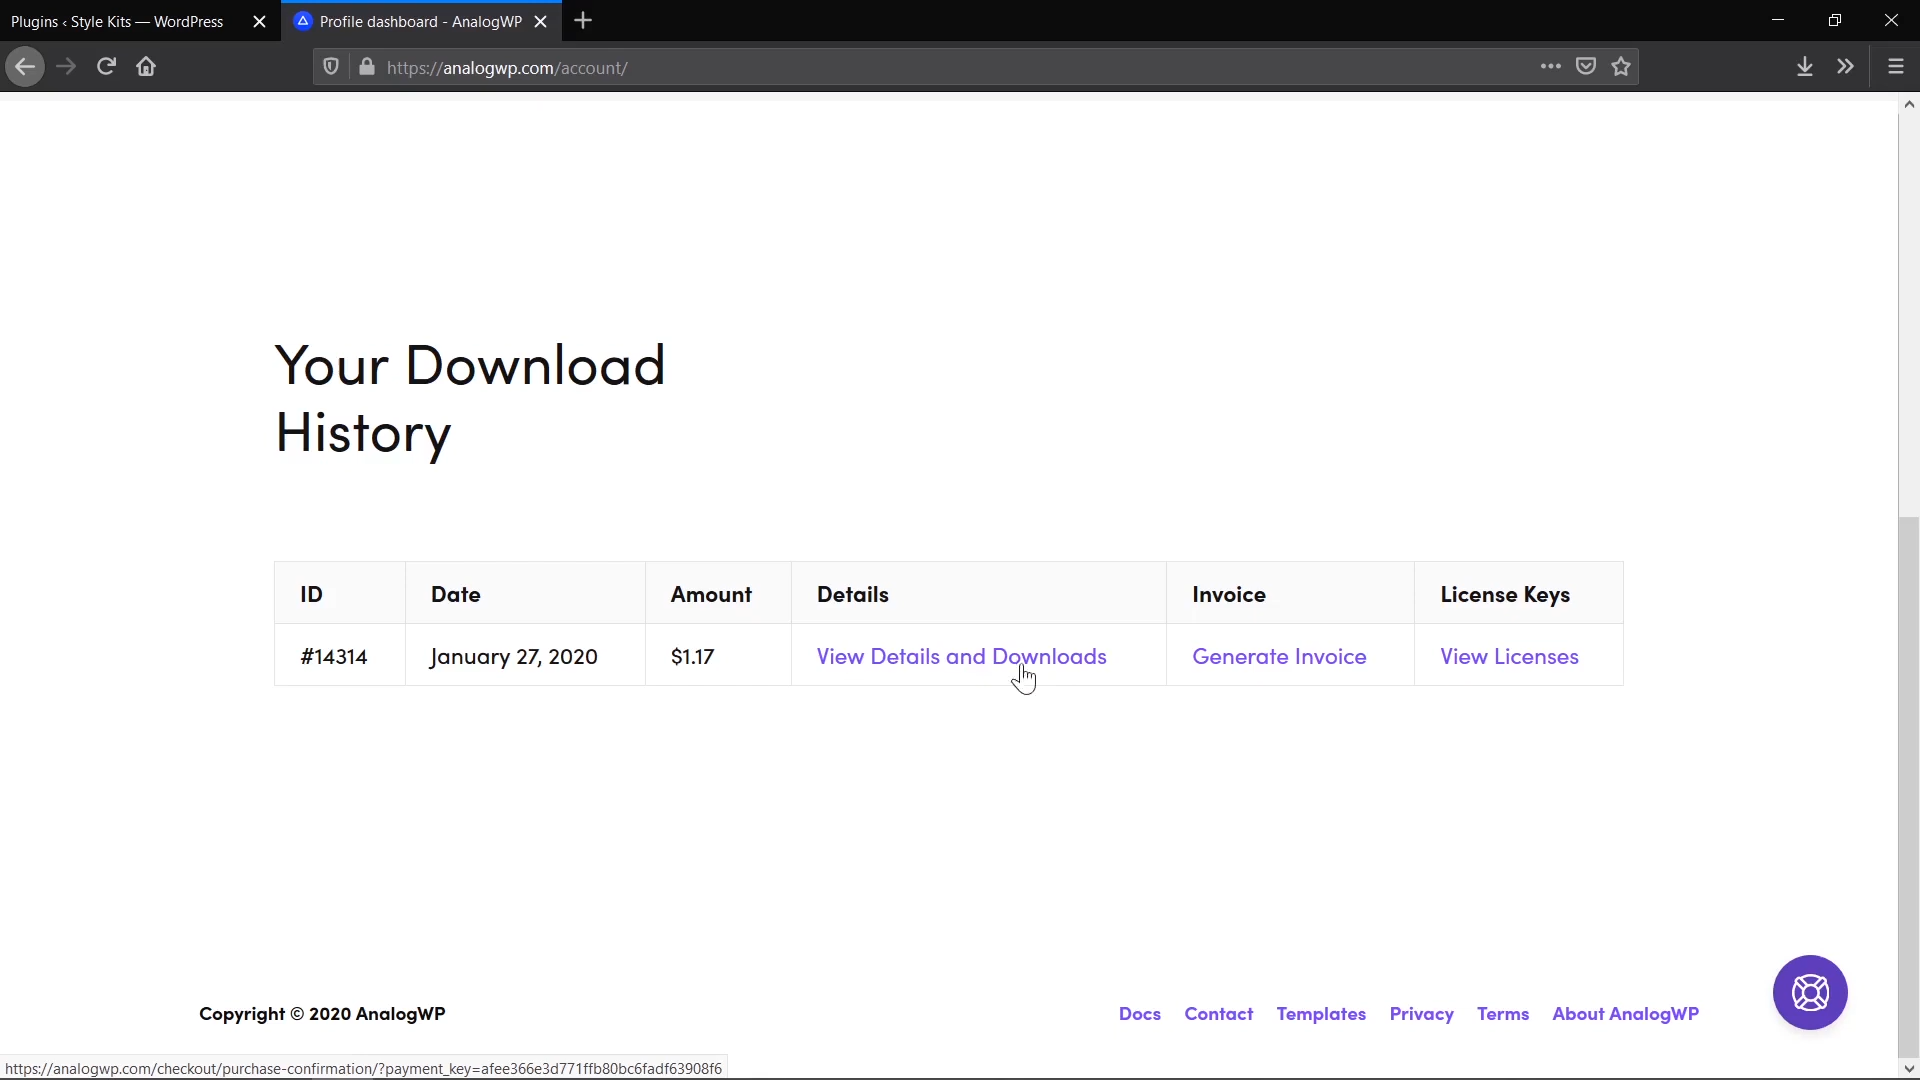 Plugins ‹ Style Kits — WordPress
Profile dashboard - AnalogWP
https://analogwp.com/account/
Your Download
History
ID Date Amount Details Invoice License Keys
#14314 January 27, 2020 $1.17 View Details and Downloads Generate Invoice View Licenses
Copyright © 2020 AnalogWP
Docs Contact Templates Privacy Terms About AnalogWP
https://analogwp.com/checkout/purchase-confirmation/?payment_key=afee366e3d771ffb80bc6fadf63908f6